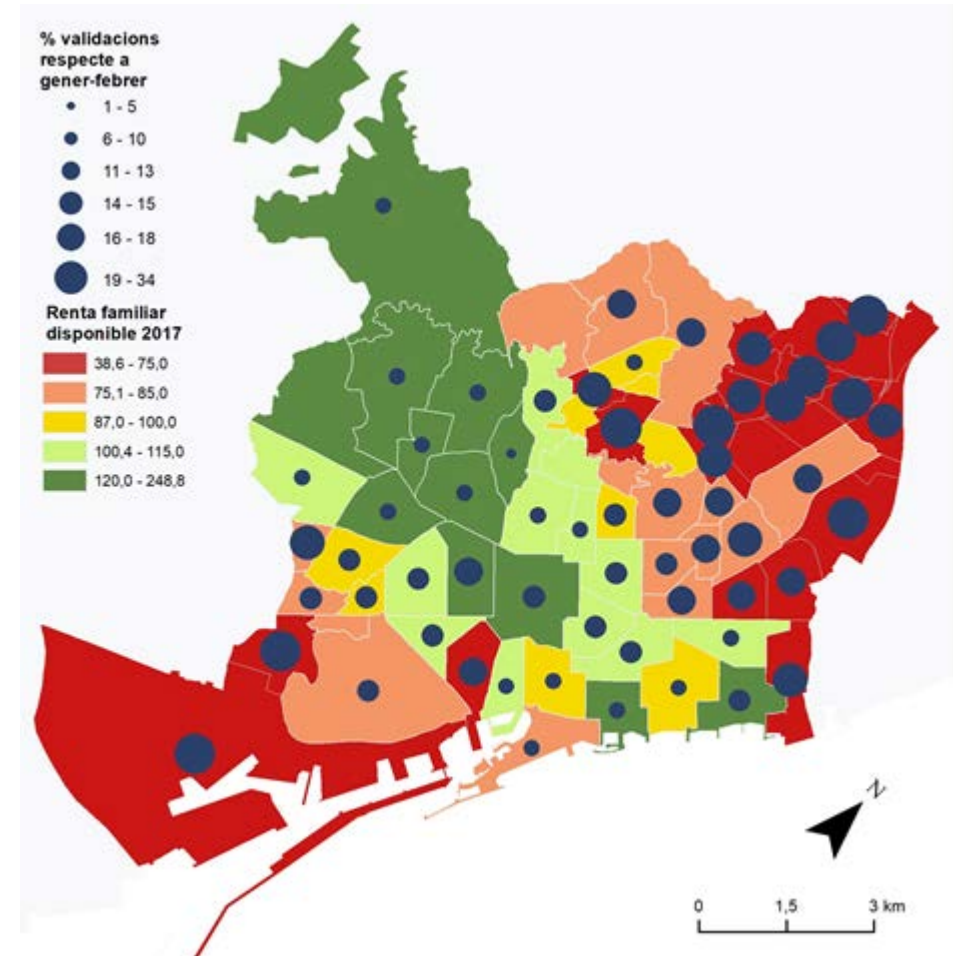 % validacions
respecte a
gener-febrer
1 - 5
6 - 10
11 - 13
14 - 15
16 - 18
19 - 34
Renta familiar
disponible 2017
38,6 - 75,0
75,1 - 85,0
87,0 - 100,0
100,4 - 115,0
120,0 - 248,8
N
0 1,5 3 km